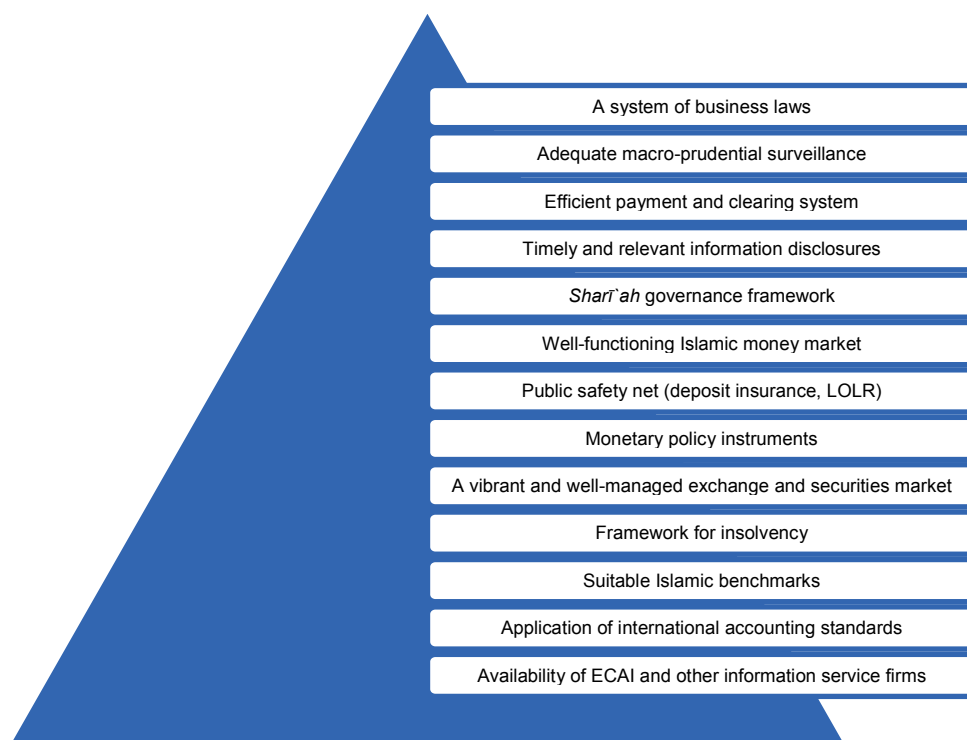 A system of business laws
Adequate macro-prudential surveillance
Efficient payment and clearing system
Timely and relevant information disclosures
Sharī`ah governance framework
Well-functioning Islamic money market
Public safety net (deposit insurance, LOLR)
Monetary policy instruments
A vibrant and well-managed exchange and securities market
Framework for insolvency
Suitable Islamic benchmarks
Application of international accounting standards
Availability of ECAI and other information service firms